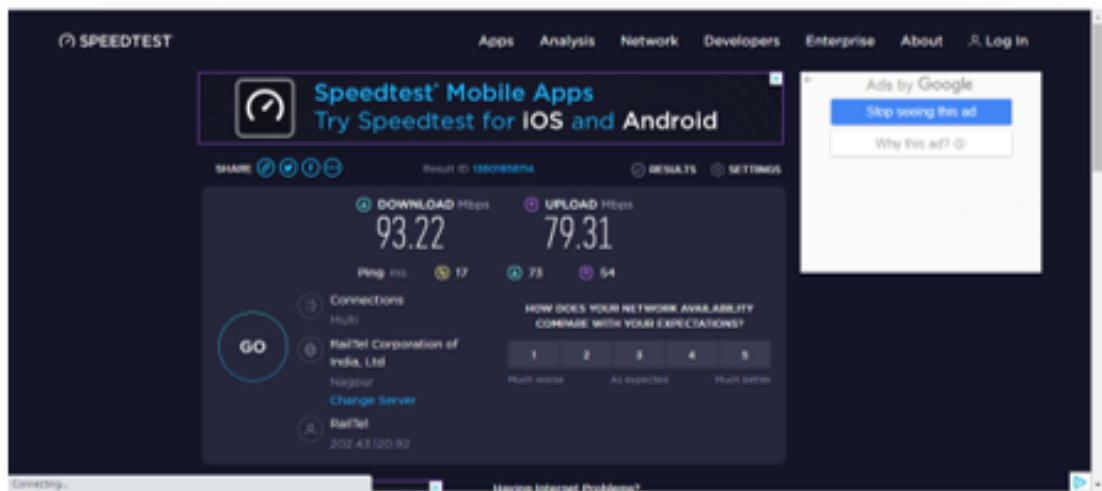 SPEEDTEST
Apps Analysis Network Developers Enterprise About Log In
Speedtest® Mobile Apps
Try Speedtest for iOS and Android
Ads by Google
Stop seeing this ad
Why this ad?
SHARE Result ID RESULTS SETTINGS
DOWNLOAD Mbps UPLOAD Mbps
93.22 79.31
Ping ms 17 73 54
Connections
Multi
HOW DOES YOUR NETWORK AVAILABILITY
COMPARE WITH YOUR EXPECTATIONS?
GO
RailTel Corporation of
India, Ltd
Nagpur
Change Server
1 2 3 4 5
Much worse As expected Much better
RailTel
202.43.120.92
Connecting...
Having Internet Problems?